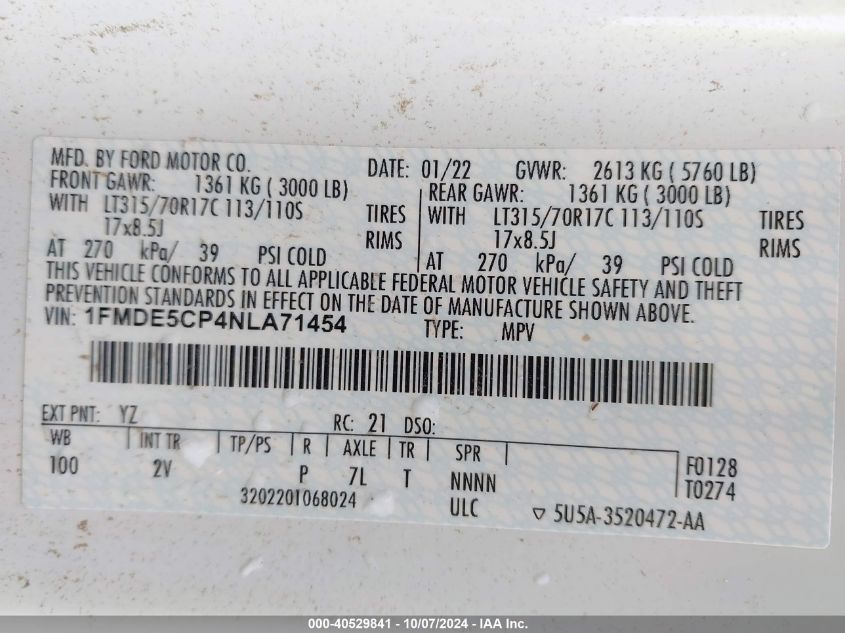 MFD. BY FORD MOTOR CO. DATE: 01/22 GVWR: 2613 KG ( 5760 LB)
FRONT GAWR: 1361 KG ( 3000 LB) REAR GAWR: 1361 KG ( 3000 LB)
WITH LT315/70R17C 113/110S TIRES WITH LT315/70R17C 113/110S TIRES
17x8.5J RIMS 17x8.5J RIMS
AT 270 kPa/ 39 PSI COLD AT 270 kPa/ 39 PSI COLD
THIS VEHICLE CONFORMS TO ALL APPLICABLE FEDERAL MOTOR VEHICLE SAFETY AND THEFT
PREVENTION STANDARDS IN EFFECT ON THE DATE OF MANUFACTURE SHOWN ABOVE.
VIN: 1FMDE5CP4NLA71454 TYPE: MPV
EXT PNT: YZ RC: 21 DSO:
WB INT TR TP/PS R AXLE TR SPR F0128
100 2V P 7L T NNNN T0274
3202201068024 ULC ▽ 5U5A-3520472-AA
000-40529841 - 10/07/2024 - IAA Inc.